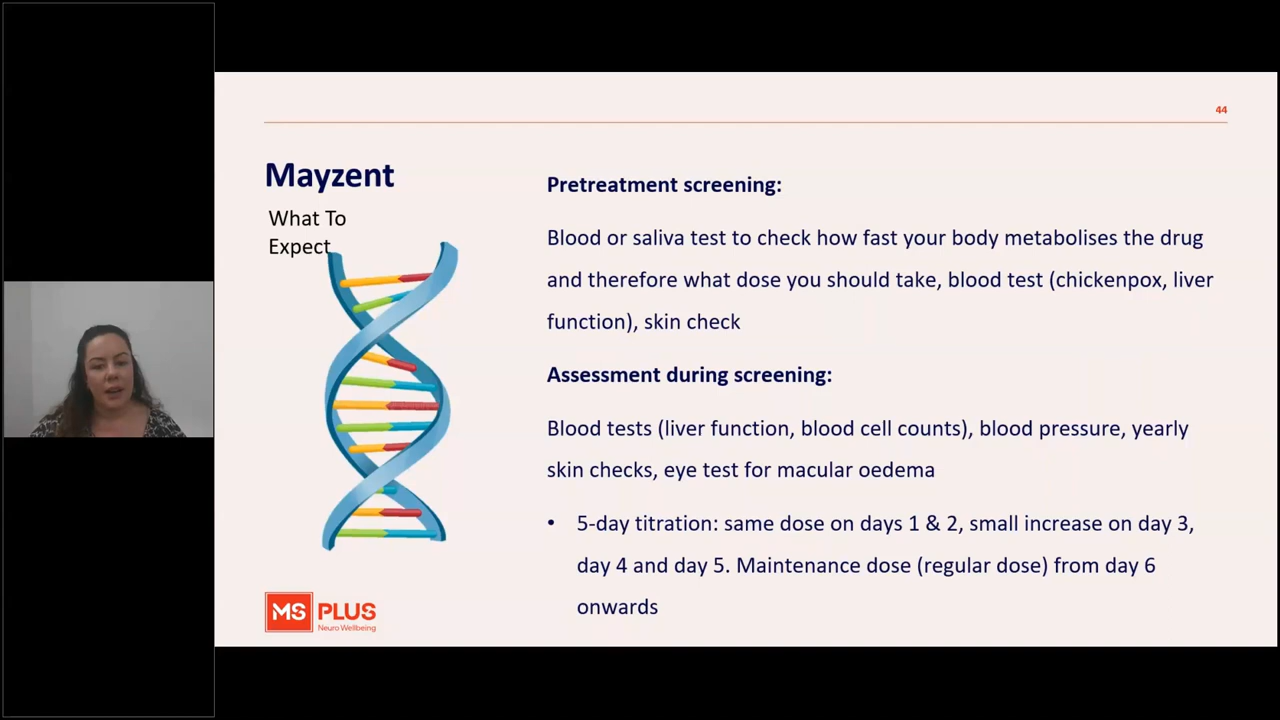 44
Mayzent
What To
Expect
Pretreatment screening:
Blood or saliva test to check how fast your body metabolises the drug
and therefore what dose you should take, blood test (chickenpox, liver
function), skin check
Assessment during screening:
Blood tests (liver function, blood cell counts), blood pressure, yearly
skin checks, eye test for macular oedema
• 5-day titration: same dose on days 1 & 2, small increase on day 3,
day 4 and day 5. Maintenance dose (regular dose) from day 6
onwards
MS PLUS
Neuro Wellbeing